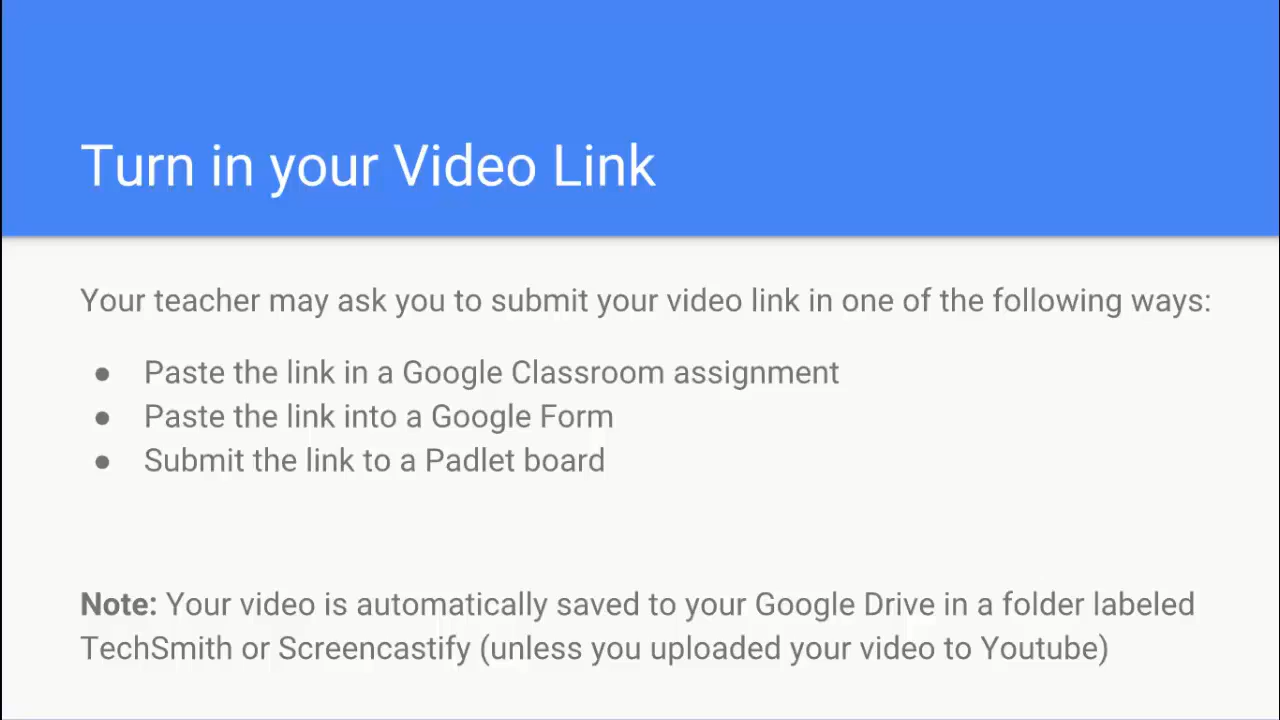 Turn in your Video Link
Your teacher may ask you to submit your video link in one of the following ways:
● Paste the link in a Google Classroom assignment
● Paste the link into a Google Form
● Submit the link to a Padlet board
Note: Your video is automatically saved to your Google Drive in a folder labeled
TechSmith or Screencastify (unless you uploaded your video to Youtube)